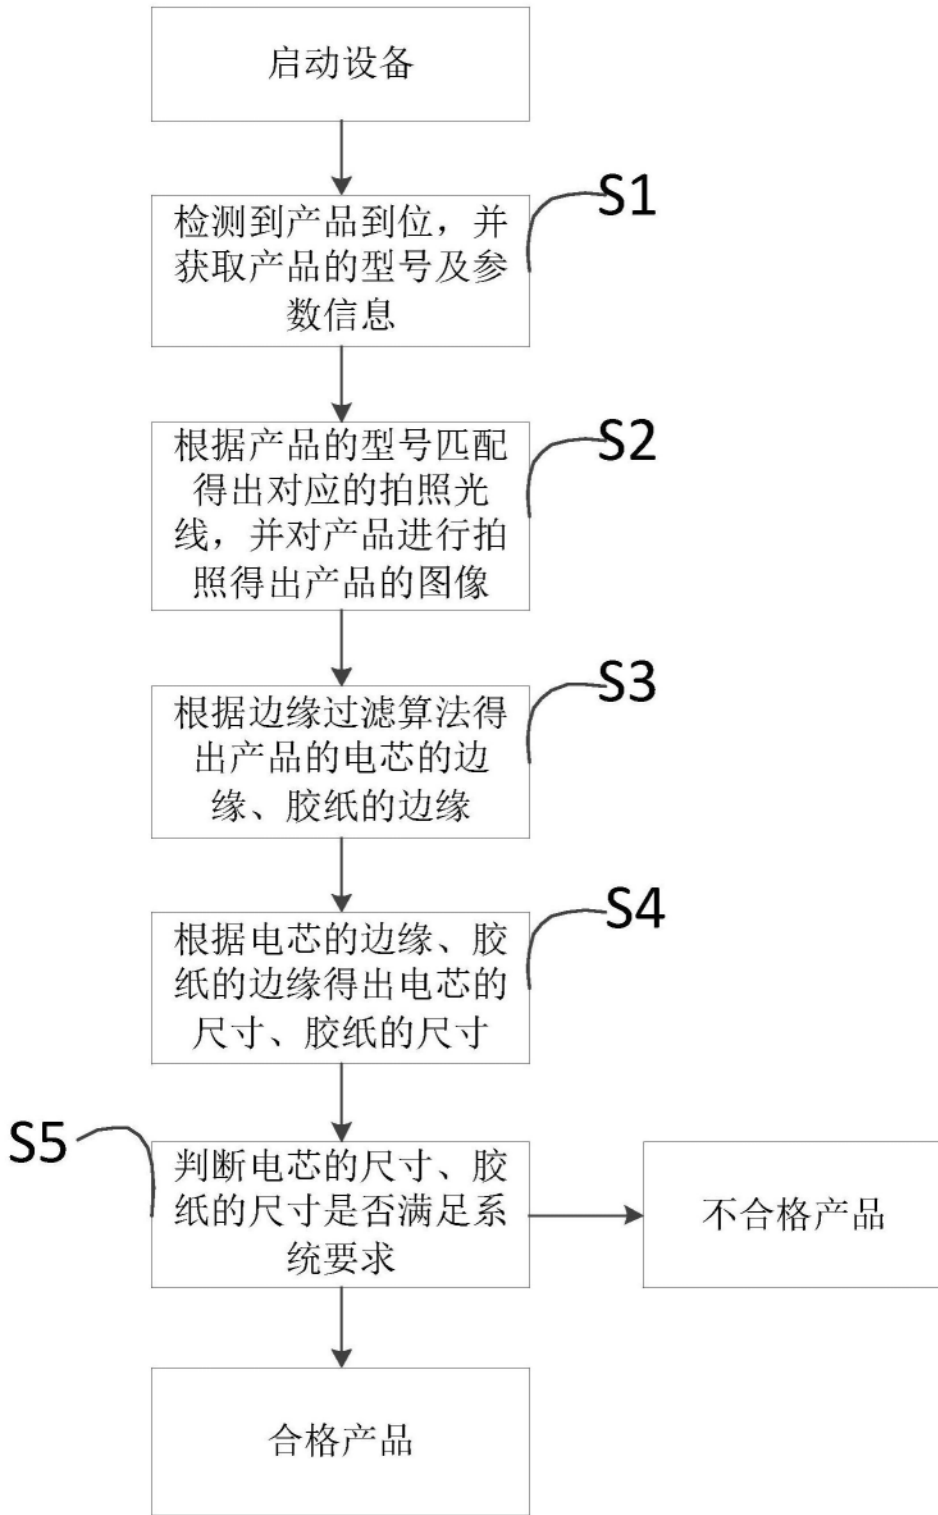 启动设备
S1
检测到产品到位，并
获取产品的型号及参
数信息
S2
根据产品的型号匹配
得出对应的拍照光
线，并对产品进行拍
照得出产品的图像
S3
根据边缘过滤算法得
出产品的电芯的边
缘、胶纸的边缘
S4
根据电芯的边缘、胶
纸的边缘得出电芯的
尺寸、胶纸的尺寸
S5
判断电芯的尺寸、胶
纸的尺寸是否满足系
统要求
不合格产品
合格产品